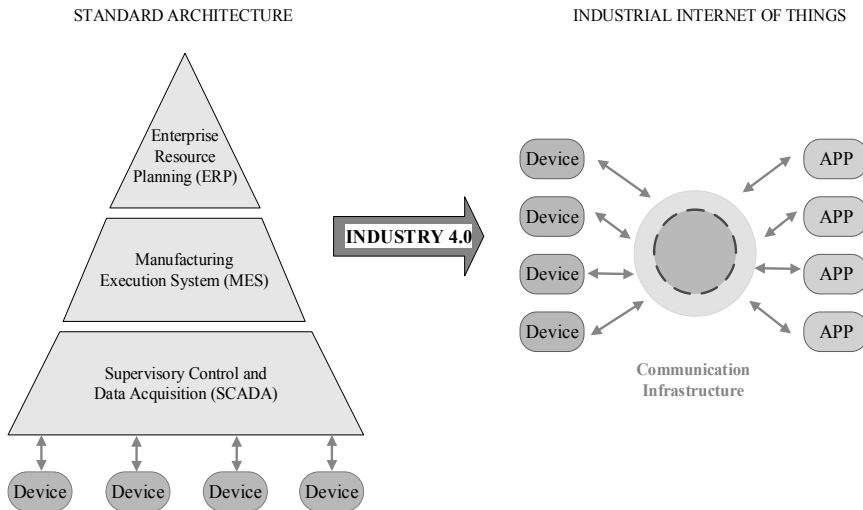 STANDARD ARCHITECTURE
Enterprise
Resource
Planning (ERP)
Manufacturing
Execution System (MES)
Supervisory Control and
Data Acquisition (SCADA)
Device
Device
Device
Device
INDUSTRY 4.0
INDUSTRIAL INTERNET OF THINGS
Device
APP
Device
APP
Device
APP
Device
APP
Communication
Infrastructure